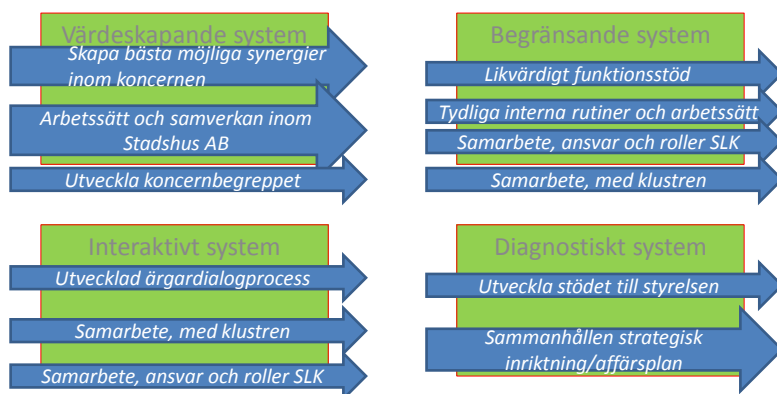 Värdeskapande system
Skapa bästa möjliga synergier
inom koncernen
Arbetssätt och samverkan inom
Stadshus AB
Utveckla koncernbegreppet
Begränsande system
Likvärdigt funktionsstöd
Tydliga interna rutiner och arbetssätt
Samarbete, ansvar och roller SLK
Samarbete, med klustren
Interaktivt system
Utvecklad ärgardialogprocess
Samarbete, med klustren
Samarbete, ansvar och roller SLK
Diagnostiskt system
Utveckla stödet till styrelsen
Sammanhållen strategisk
inriktning/affärsplan